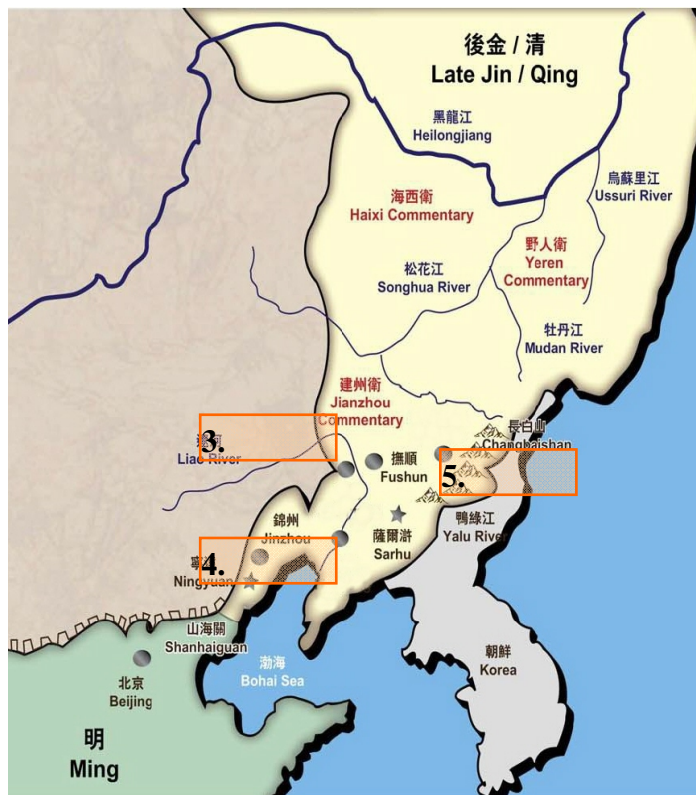 後金 / 清
Late Jin / Qing
黑龍江
Heilongjiang
烏蘇里江
Ussuri River
海西衛
Haixi Commentary
野人衛
Yeren
Commentary
松花江
Songhua River
牡丹江
Mudan River
建州衛
Jianzhou
Commentary
3.
河
Liao River
長白山
Changbaishan
撫順
Fushun
5.
錦州
Jinzhou
薩爾滸
Sarhu
鴨綠江
Yalu River
4.
Ningyuan
山海關
Shanhaiguan
渤海
Bohai Sea
朝鮮
Korea
北京
Beijing
明
Ming